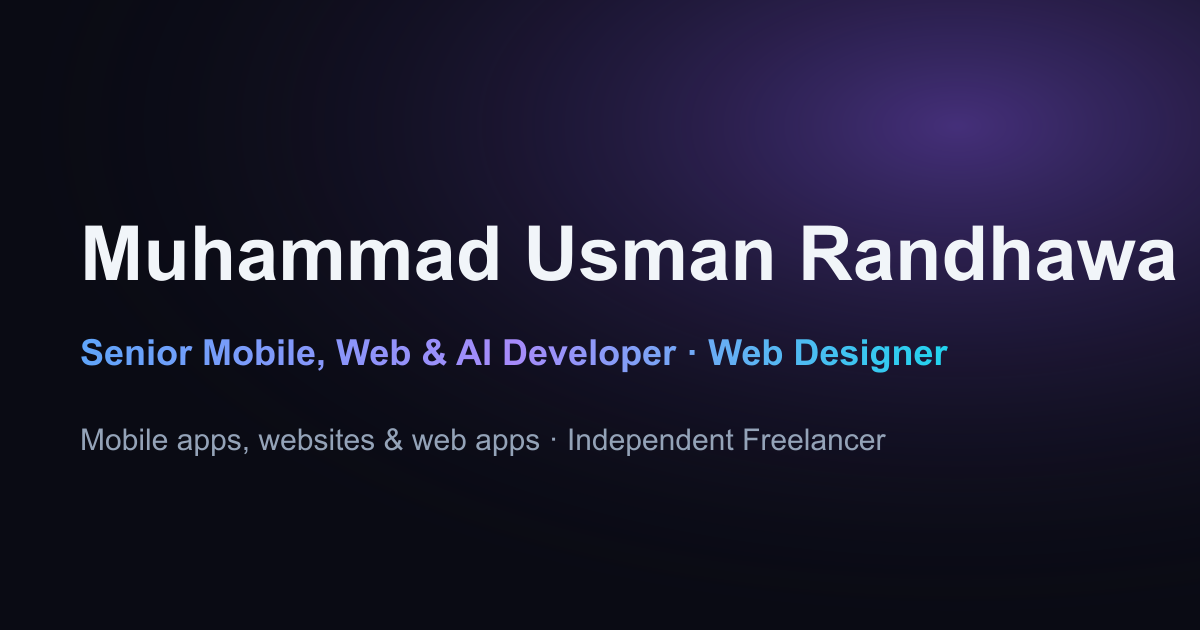 Muhammad Usman Randhawa
Senior Mobile, Web & AI Developer · Web Designer
Mobile apps, websites & web apps · Independent Freelancer